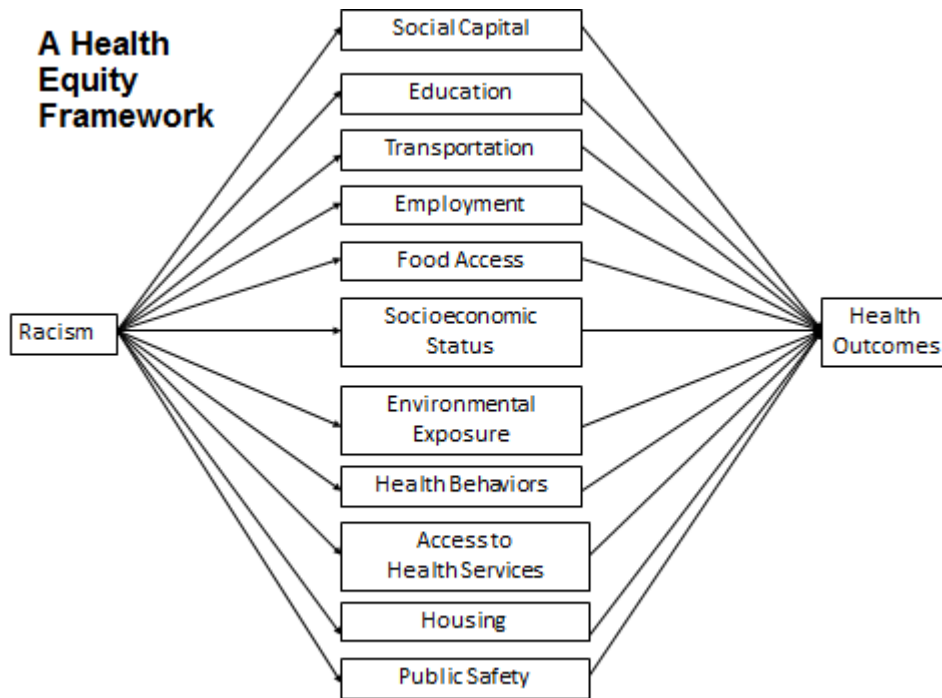 A Health
Equity
Framework
Social Capital
Education
Transportation
Employment
Food Access
Racism
Socioeconomic
Status
Health
Outcomes
Environmental
Exposure
Health Behaviors
Access to
Health Services
Housing
Public Safety